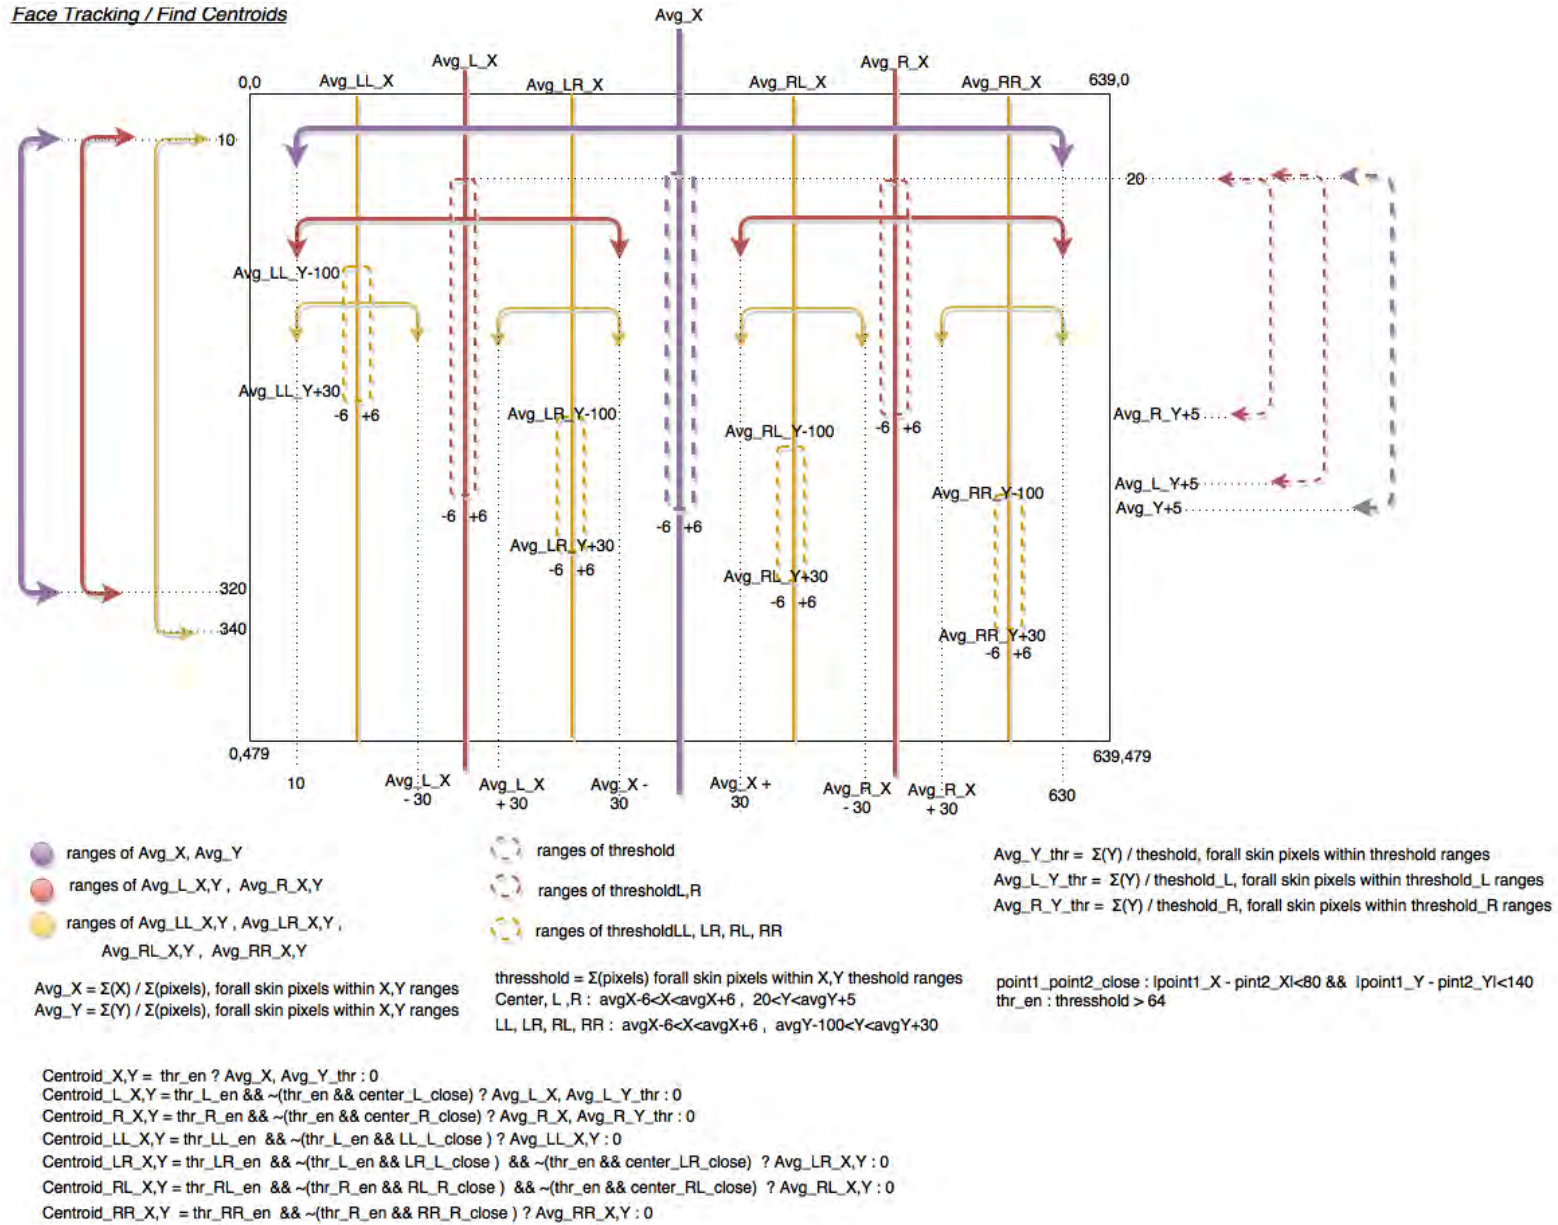 Face Tracking / Find Centroids
Avg_X
Avg_L_X
Avg_R_X
0,0
Avg_LL_X
Avg_LR_X
Avg_RL_X
Avg_RR_X
639,0
10
20
Avg_LL_Y-100
Avg_LL_Y+30
-6 +6
Avg_LR_Y-100
Avg_R_Y+5
-6 +6
Avg_RL_Y-100
Avg_L_Y+5
Avg_RR_Y-100
Avg_Y+5
-6 +6
-6 +6
Avg_LR_Y+30
-6 +6
Avg_RL_Y+30
320
-6 +6
340
Avg_RR_Y+30
-6 +6
0,479
639,479
10
Avg_L_X
- 30
Avg_L_X
+ 30
Avg_X -
30
Avg_X +
30
Avg_R_X
- 30
Avg_R_X
+ 30
630
ranges of Avg_X, Avg_Y
ranges of Avg_L_X,Y , Avg_R_X,Y
ranges of Avg_LL_X,Y , Avg_LR_X,Y ,
Avg_RL_X,Y , Avg_RR_X,Y
Avg_X = Σ(X) / Σ(pixels), forall skin pixels within X,Y ranges
Avg_Y = Σ(Y) / Σ(pixels), forall skin pixels within X,Y ranges
ranges of threshold
ranges of thresholdL,R
ranges of thresholdLL, LR, RL, RR
thresshold = Σ(pixels) forall skin pixels within X,Y theshold ranges
Center, L ,R : avgX-6<X<avgX+6 , 20<Y<avgY+5
LL, LR, RL, RR : avgX-6<X<avgX+6 , avgY-100<Y<avgY+30
Avg_Y_thr = Σ(Y) / theshold, forall skin pixels within threshold ranges
Avg_L_Y_thr = Σ(Y) / theshold_L, forall skin pixels within threshold_L ranges
Avg_R_Y_thr = Σ(Y) / theshold_R, forall skin pixels within threshold_R ranges
point1_point2_close : |point1_X - pint2_X|<80 && |point1_Y - pint2_Y|<140
thr_en : thresshold > 64
Centroid_X,Y = thr_en ? Avg_X, Avg_Y_thr : 0
Centroid_L_X,Y = thr_L_en && ~(thr_en && center_L_close) ? Avg_L_X, Avg_L_Y_thr : 0
Centroid_R_X,Y = thr_R_en && ~(thr_en && center_R_close) ? Avg_R_X, Avg_R_Y_thr : 0
Centroid_LL_X,Y = thr_LL_en && ~(thr_L_en && LL_L_close ) ? Avg_LL_X,Y : 0
Centroid_LR_X,Y = thr_LR_en && ~(thr_L_en && LR_L_close ) && ~(thr_en && center_LR_close) ? Avg_LR_X,Y : 0
Centroid_RL_X,Y = thr_RL_en && ~(thr_R_en && RL_R_close ) && ~(thr_en && center_RL_close) ? Avg_RL_X,Y : 0
Centroid_RR_X,Y = thr_RR_en && ~(thr_R_en && RR_R_close ) ? Avg_RR_X,Y : 0